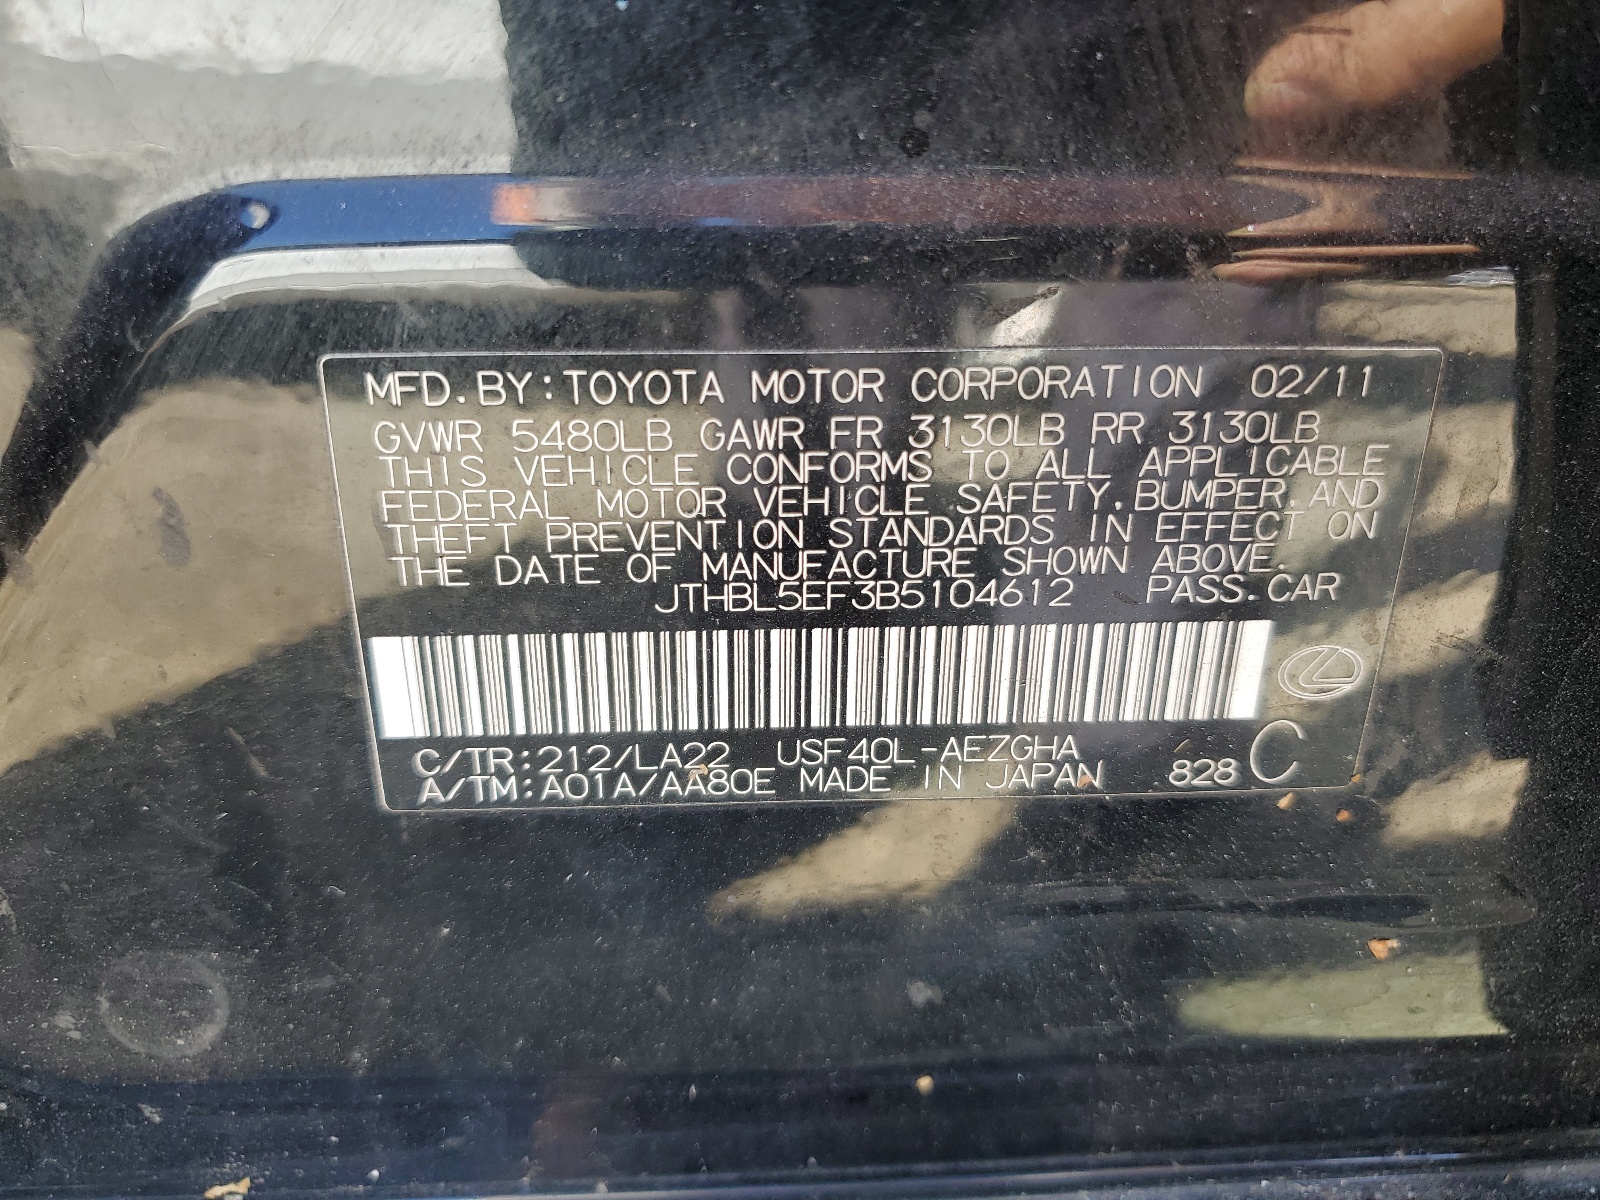 MFD. BY: TOYOTA MOTOR CORPORATION 02/11
GVWR 5480LB GAWR FR 3130LB RR 3130LB
THIS VEHICLE CONFORMS TO ALL APPLICABLE
FEDERAL MOTOR VEHICLE SAFETY, BUMPER, AND
THEFT PREVENTION STANDARDS IN EFFECT ON
THE DATE OF MANUFACTURE SHOWN ABOVE.
JTHBL5EF3B5104612 PASS. CAR
C/TR: 212/LA22 USF40L-AEZGHA
A/TM: A01A/AA80E MADE IN JAPAN 828 C